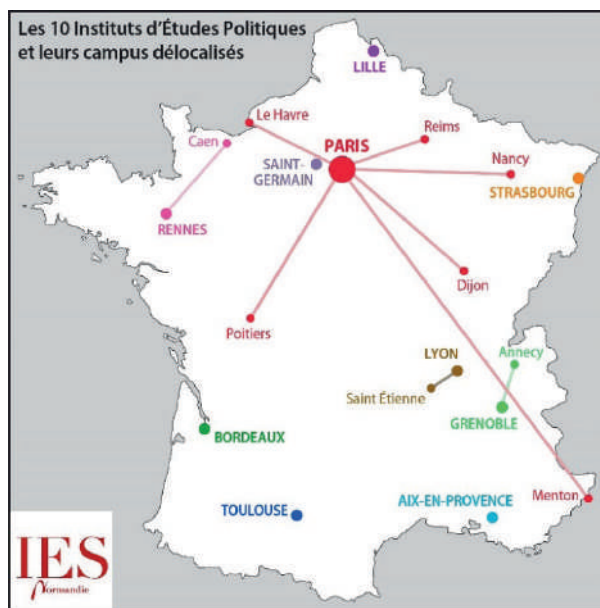 Les 10 Instituts d'Études Politiques
et leurs campus délocalisés
LILLE
Le Havre
Caen
PARIS
Reims
SAINT-
GERMAIN
Nancy
STRASBOURG
RENNES
Dijon
Poitiers
LYON
Annecy
Saint Étienne
GRENOBLE
BORDEAUX
Menton
TOULOUSE
AIX-EN-PROVENCE
IES
Normandie